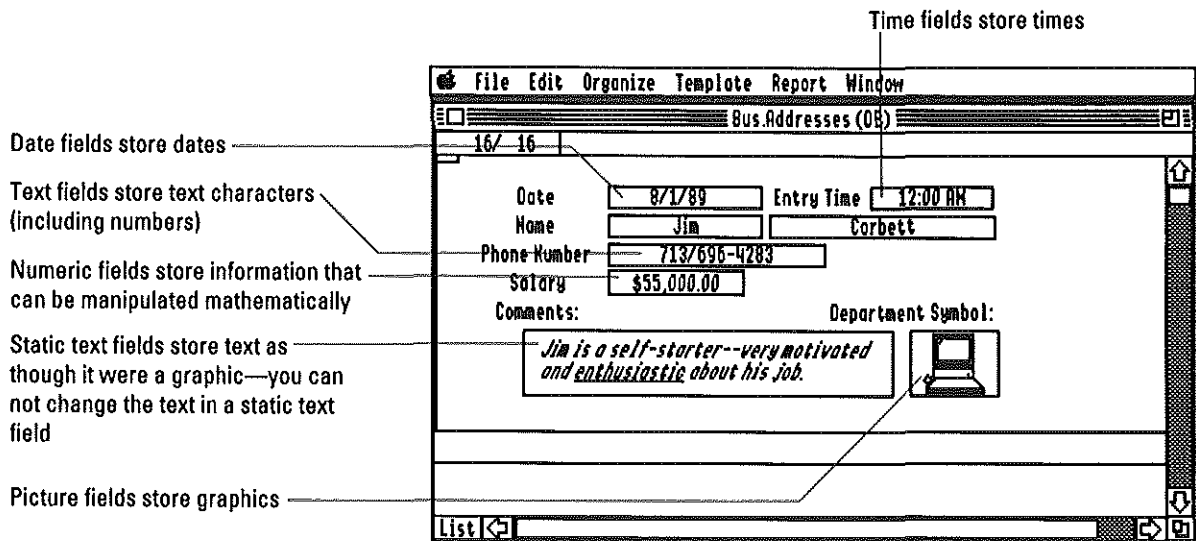 Time fields store times
File Edit Organize Template Report Window
Bus.Addresses (DB)
16/ 16
Date fields store dates
Date 8/1/89 Entry Time 12:00 AM
Text fields store text characters
(including numbers)
Name Jim Corbett
Phone Number 713/696-4283
Numeric fields store information that
can be manipulated mathematically
Salary $55,000.00
Comments: Department Symbol:
Static text fields store text as
though it were a graphic—you can
not change the text in a static text
field
Jim is a self-starter--very motivated
and enthusiastic about his job.
Picture fields store graphics
List